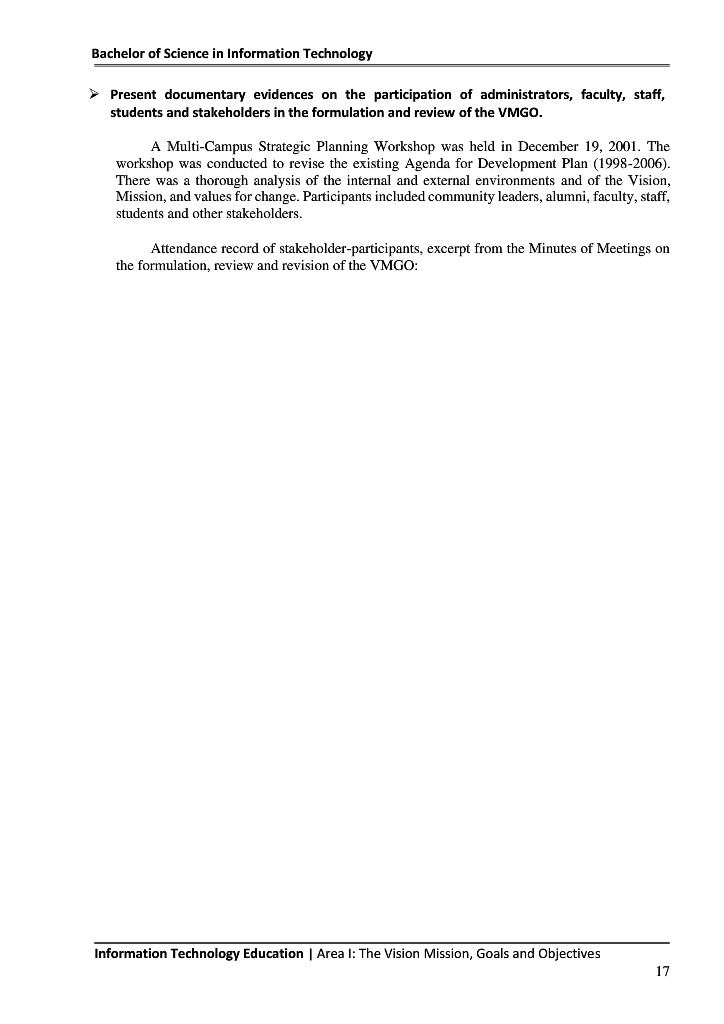 Bachelor of Science in Information Technology
➢ Present documentary evidences on the participation of administrators, faculty, staff,
students and stakeholders in the formulation and review of the VMGO.
A Multi-Campus Strategic Planning Workshop was held in December 19, 2001. The
workshop was conducted to revise the existing Agenda for Development Plan (1998-2006).
There was a thorough analysis of the internal and external environments and of the Vision,
Mission, and values for change. Participants included community leaders, alumni, faculty, staff,
students and other stakeholders.
Attendance record of stakeholder-participants, excerpt from the Minutes of Meetings on
the formulation, review and revision of the VMGO:
Information Technology Education | Area I: The Vision Mission, Goals and Objectives
17